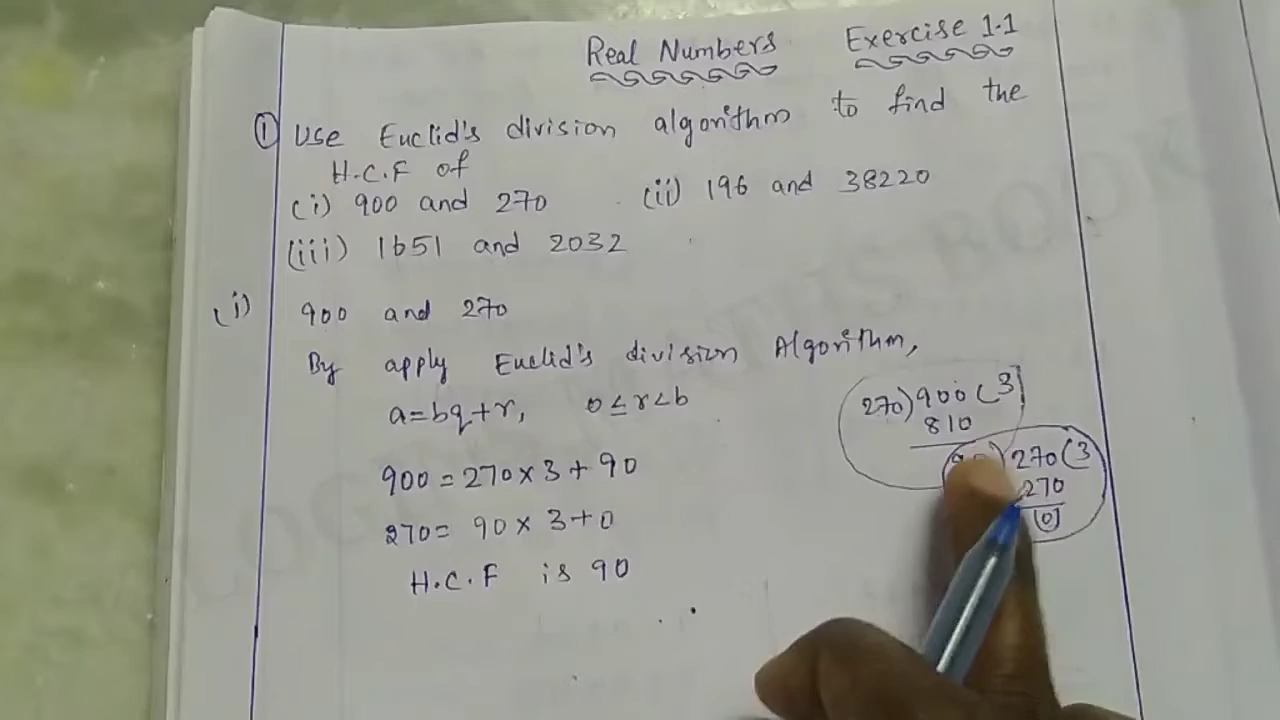 Real Numbers Exercise 1.1
① Use Euclid's division algorithm to find the
H.C.F of
(i) 900 and 270 (ii) 196 and 38220
(iii) 1651 and 2032
(i) 900 and 270
By apply Euclid's division Algorithm,
a=bq+r, 0≤r<b
900=270×3+90
270= 90×3+0
H.C.F is 90
270)900(3
810
270(3
270
0